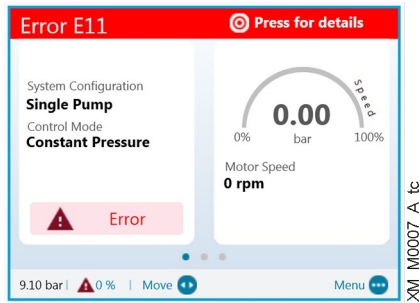 Error E11
Press for details
System Configuration
Single Pump
Control Mode
Constant Pressure
Error
Speed
0.00
0%
bar
100%
Motor Speed
0 rpm
9.10 bar | 0 % | Move
Menu
XM_M0007_A_tc